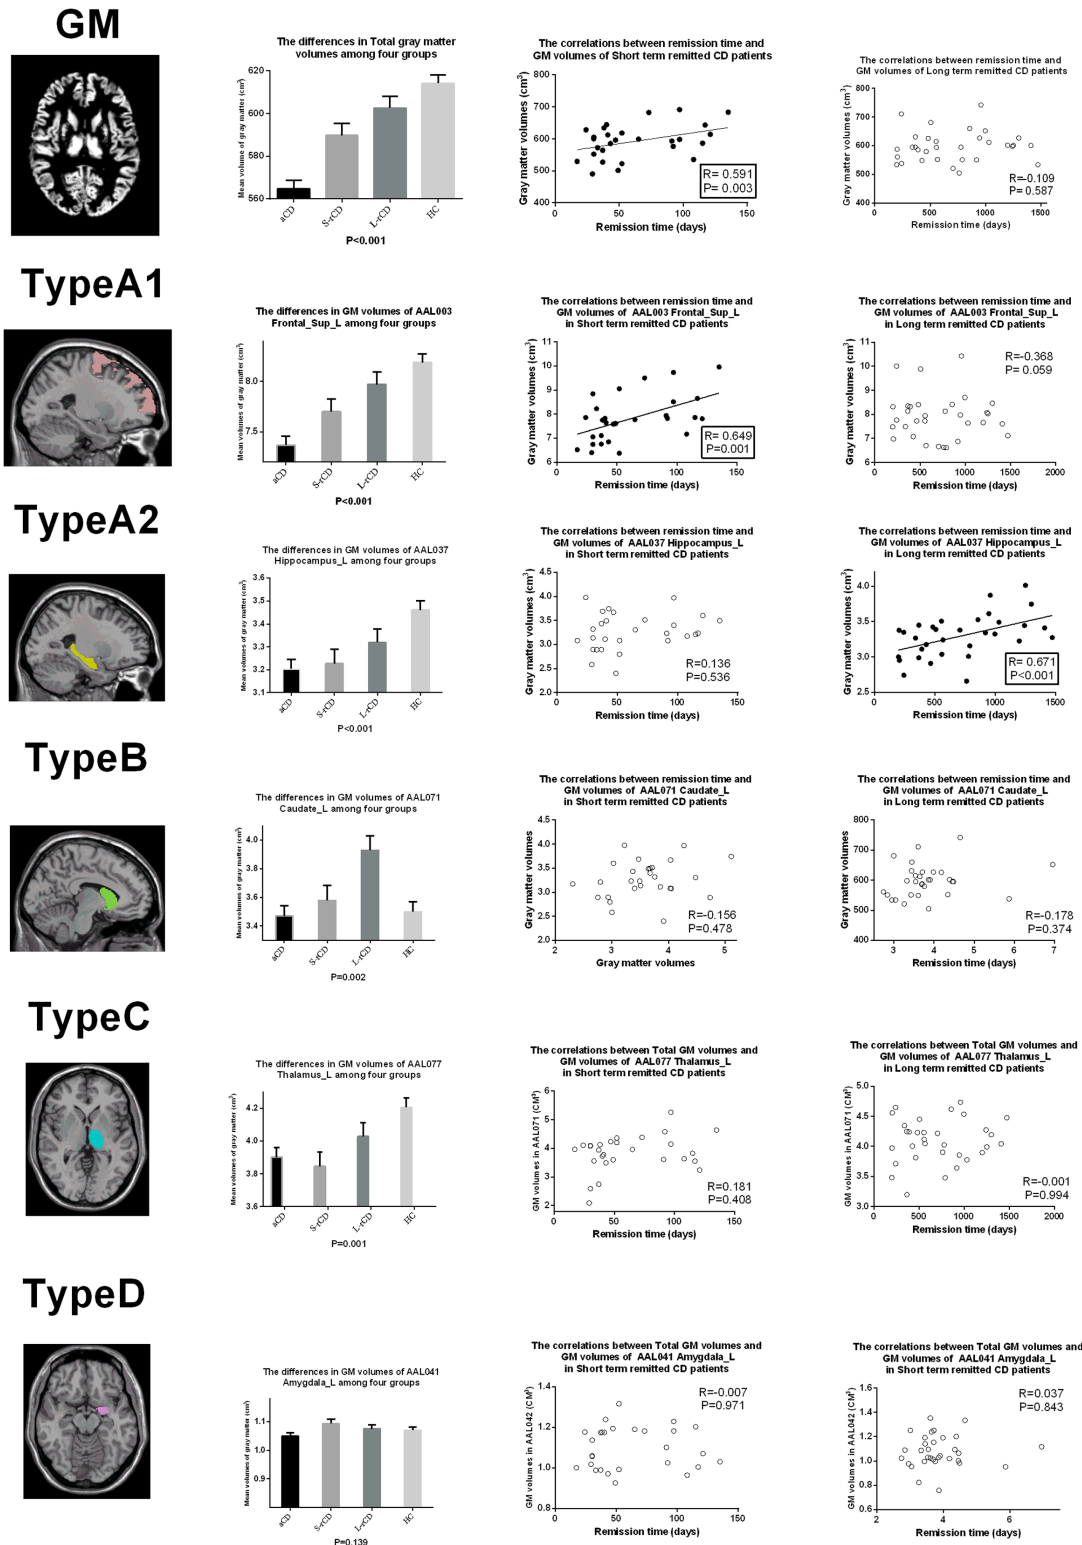 GM
The differences in Total gray matter
volumes among four groups
Mean volume of gray matter (cm³)
620
600
580
560
aCD
S-rCD
L-rCD
HC
P<0.001
The correlations between remission time and
GM volumes of Short term remitted CD patients
Gray matter volumes (cm³)
800
700
600
500
400
0
50
100
150
R= 0.591
P= 0.003
Remission time (days)
The correlations between remission time and
GM volumes of Long term remitted CD patients
Gray matter volumes (cm³)
800
700
600
500
400
0
500
1000
1500
R=-0.109
P= 0.587
Remission time (days)
TypeA1
The differences in GM volumes of AAL003
Frontal_Sup_L among four groups
Mean volumes of gray matter (cm³)
8.0
7.5
aCD
S-rCD
L-rCD
HC
P<0.001
The correlations between remission time and
GM volumes of AAL003 Frontal_Sup_L
in Short term remitted CD patients
Gray matter volumes (cm³)
11
10
9
8
7
6
0
50
100
150
R= 0.649
P=0.001
Remission time (days)
The correlations between remission time and
GM volumes of AAL003 Frontal_Sup_L
in Long term remitted CD patients
Gray matter volumes (cm³)
11
10
9
8
7
6
0
500
1000
1500
2000
R=-0.368
P= 0.059
Remission time (days)
TypeA2
The differences in GM volumes of AAL037
Hippocampus_L among four groups
Mean volumes of gray matter (cm³)
3.6
3.5
3.4
3.3
3.2
3.1
aCD
S-rCD
L-rCD
HC
P<0.001
The correlations between remission time and
GM volumes of AAL037 Hippocampus_L
in Short term remitted CD patients
Gray matter volumes (cm³)
4.5
4.0
3.5
3.0
2.5
2.0
0
50
100
150
R=0.136
P=0.536
Remission time (days)
The correlations between remission time and
GM volumes of AAL037 Hippocampus_L
in Long term remitted CD patients
Gray matter volumes (cm³)
4.0
3.5
3.0
2.5
0
500
1000
1500
R= 0.671
P<0.001
Remission time (days)
TypeB
The differences in GM volumes of AAL071
Caudate_L among four groups
Mean volumes of gray matter (cm³)
4.0
3.8
3.6
3.4
aCD
S-rCD
L-rCD
HC
P=0.002
The correlations between remission time and
GM volumes of AAL071 Caudate_L
in Short term remitted CD patients
Gray matter volumes
4.5
4.0
3.5
3.0
2.5
2.0
2
3
4
5
R=-0.156
P=0.478
Gray matter volumes
The correlations between remission time and
GM volumes of AAL071 Caudate_L
in Long term remitted CD patients
Gray matter volumes
800
700
600
500
400
3
4
5
6
7
R=-0.178
P=0.374
Remission time (days)
TypeC
The differences in GM volumes of AAL077
Thalamus_L among four groups
Mean volumes of gray matter (cm³)
4.2
4.0
3.8
3.6
aCD
S-rCD
L-rCD
HC
P=0.001
The correlations between Total GM volumes and
GM volumes of AAL077 Thalamus_L
in Short term remitted CD patients
GM volumes in AAL071 (CM³)
6
5
4
3
2
0
50
100
150
R=0.181
P=0.408
Remission time (days)
The correlations between Total GM volumes and
GM volumes of AAL077 Thalamus_L
in Long term remitted CD patients
GM volumes in AAL071 (CM³)
5.0
4.5
4.0
3.5
3.0
0
500
1000
1500
2000
R=-0.001
P=0.994
Remission time (days)
TypeD
The differences in GM volumes of AAL041
Amygdala_L among four groups
Mean volumes of gray matter (cm³)
1.1
1.0
0.9
aCD
S-rCD
L-rCD
HC
P=0.139
The correlations between Total GM volumes and
GM volumes of AAL041 Amygdala_L
in Short term remitted CD patients
GM volumes in AAL042 (CM³)
1.4
1.2
1.0
0.8
0
50
100
150
R=-0.007
P=0.971
Remission time (days)
The correlations between Total GM volumes and
GM volumes of AAL041 Amygdala_L
in Short term remitted CD patients
GM volumes in AAL042 (CM³)
1.6
1.4
1.2
1.0
0.8
0.6
2
4
6
R=0.037
P=0.843
Remission time (days)